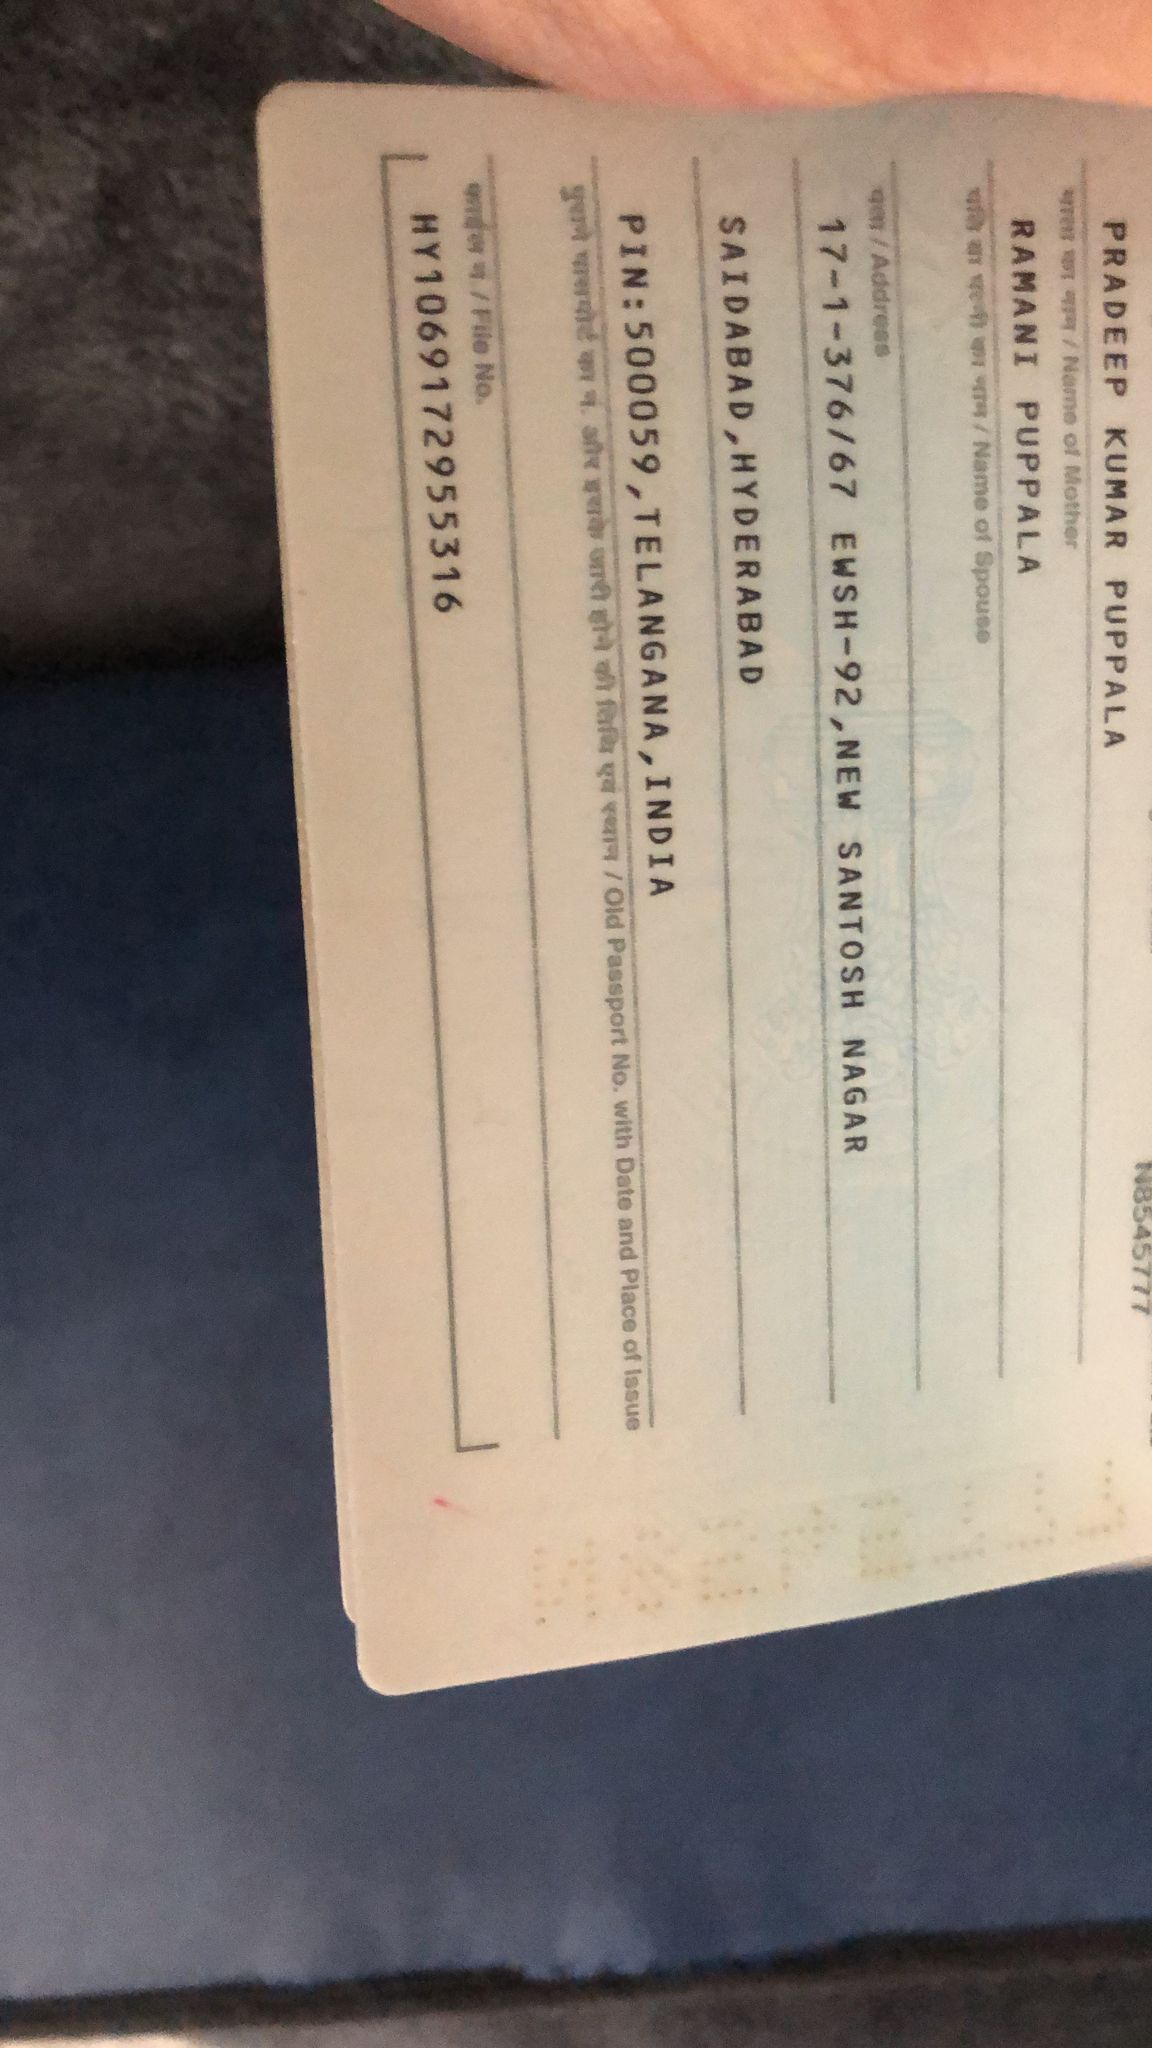 PRADEEP KUMAR PUPPALA
माता का नाम / Name of Mother
RAMANI PUPPALA
पति या पत्नी का नाम / Name of Spouse
पता / Address
17-1-376/67 EWSH-92,NEW SANTOSH NAGAR
SAIDABAD,HYDERABAD
PIN:500059,TELANGANA,INDIA
पुराने पासपोर्ट का न. और इसके जारी होने की तिथि एवं स्थान / Old Passport No. with Date and Place of Issue
फाईल न. / File No.
HY1069172955316
N8545777